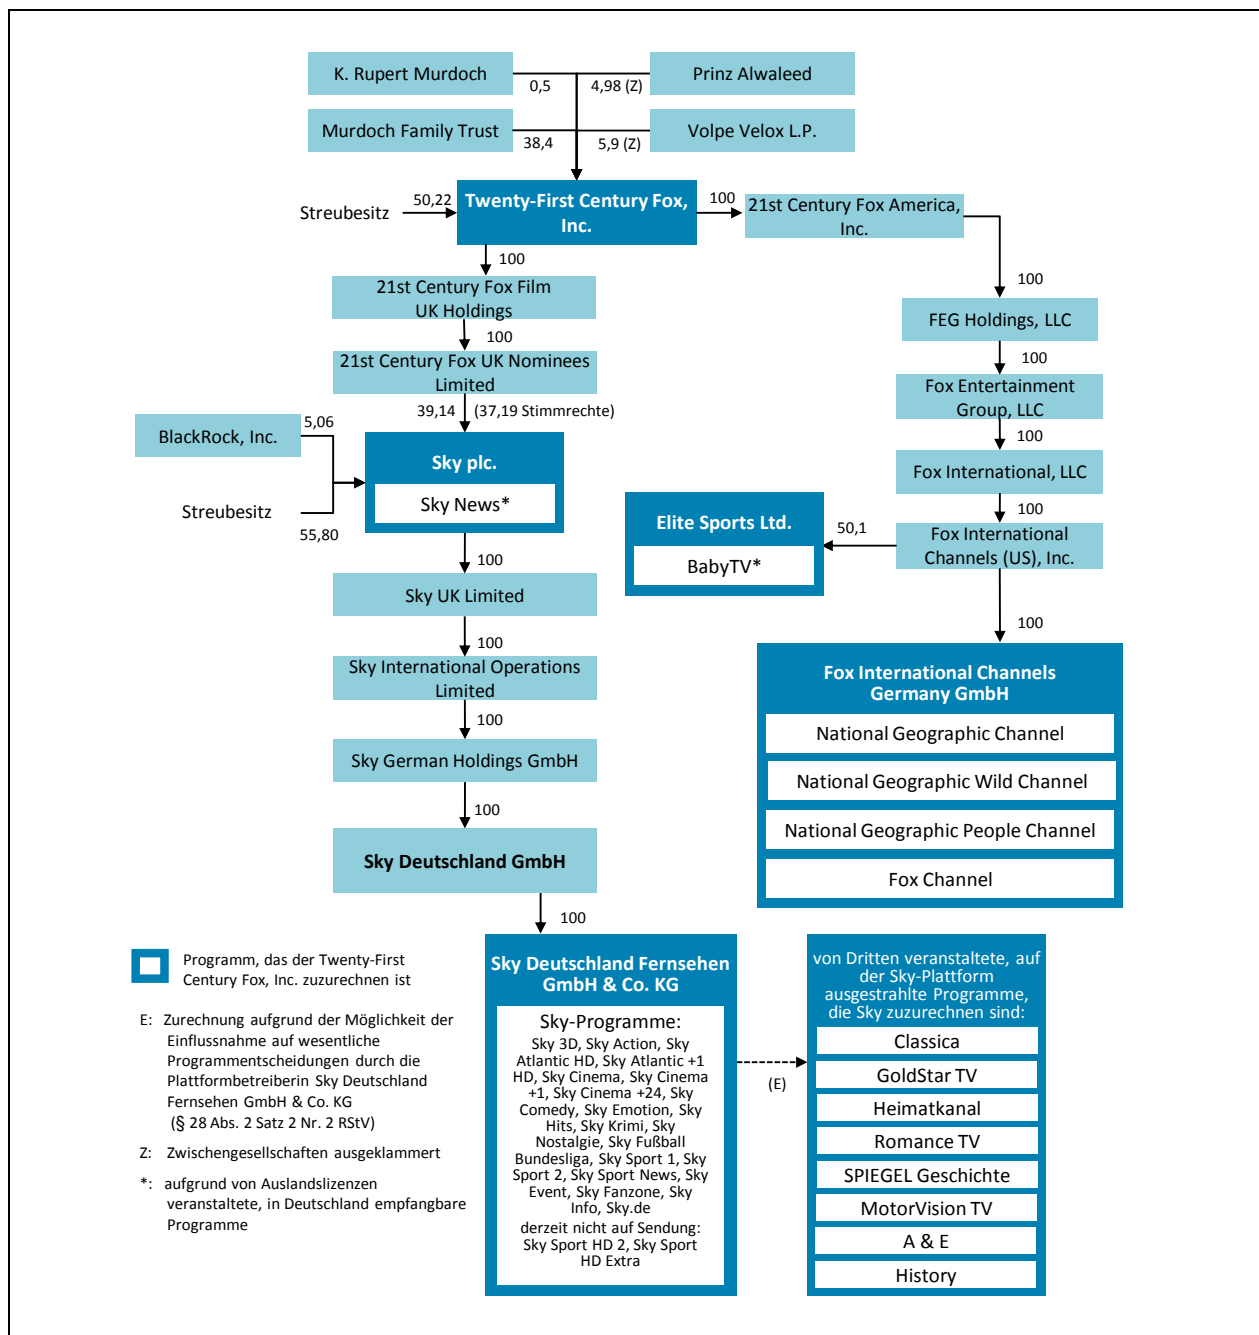 K. Rupert Murdoch
Prinz Alwaleed
0,5
4,98 (Z)
Murdoch Family Trust
Volpe Velox L.P.
38,4
5,9 (Z)
Streubesitz
50,22
Twenty-First Century Fox,
Inc.
100
21st Century Fox America,
Inc.
100
21st Century Fox Film
UK Holdings
100
FEG Holdings, LLC
100
21st Century Fox UK Nominees
Limited
100
Fox Entertainment
Group, LLC
39,14
(37,19 Stimmrechte)
BlackRock, Inc.
5,06
100
Sky plc.
Sky News*
Fox International, LLC
Streubesitz
55,80
100
Elite Sports Ltd.
BabyTV*
50,1
Fox International
Channels (US), Inc.
100
Sky UK Limited
100
100
Sky International Operations
Limited
Fox International Channels
Germany GmbH
National Geographic Channel
National Geographic Wild Channel
National Geographic People Channel
Fox Channel
100
Sky German Holdings GmbH
100
Sky Deutschland GmbH
100
Programm, das der Twenty-First
Century Fox, Inc. zuzurechnen ist
E: Zurechnung aufgrund der Möglichkeit der
Einflussnahme auf wesentliche
Programmentscheidungen durch die
Plattformbetreiberin Sky Deutschland
Fernsehen GmbH & Co. KG
(§ 28 Abs. 2 Satz 2 Nr. 2 RStV)
Z: Zwischengesellschaften ausgeklammert
*: aufgrund von Auslandslizenzen
veranstaltete, in Deutschland empfangbare
Programme
Sky Deutschland Fernsehen
GmbH & Co. KG
Sky-Programme:
Sky 3D, Sky Action, Sky
Atlantic HD, Sky Atlantic +1
HD, Sky Cinema, Sky Cinema
+1, Sky Cinema +24, Sky
Comedy, Sky Emotion, Sky
Hits, Sky Krimi, Sky
Nostalgie, Sky Fußball
Bundesliga, Sky Sport 1, Sky
Sport 2, Sky Sport News, Sky
Event, Sky Fanzone, Sky
Info, Sky.de
derzeit nicht auf Sendung:
Sky Sport HD 2, Sky Sport
HD Extra
(E)
von Dritten veranstaltete, auf
der Sky-Plattform
ausgestrahlte Programme,
die Sky zuzurechnen sind:
Classica
GoldStar TV
Heimatkanal
Romance TV
SPIEGEL Geschichte
MotorVision TV
A & E
History